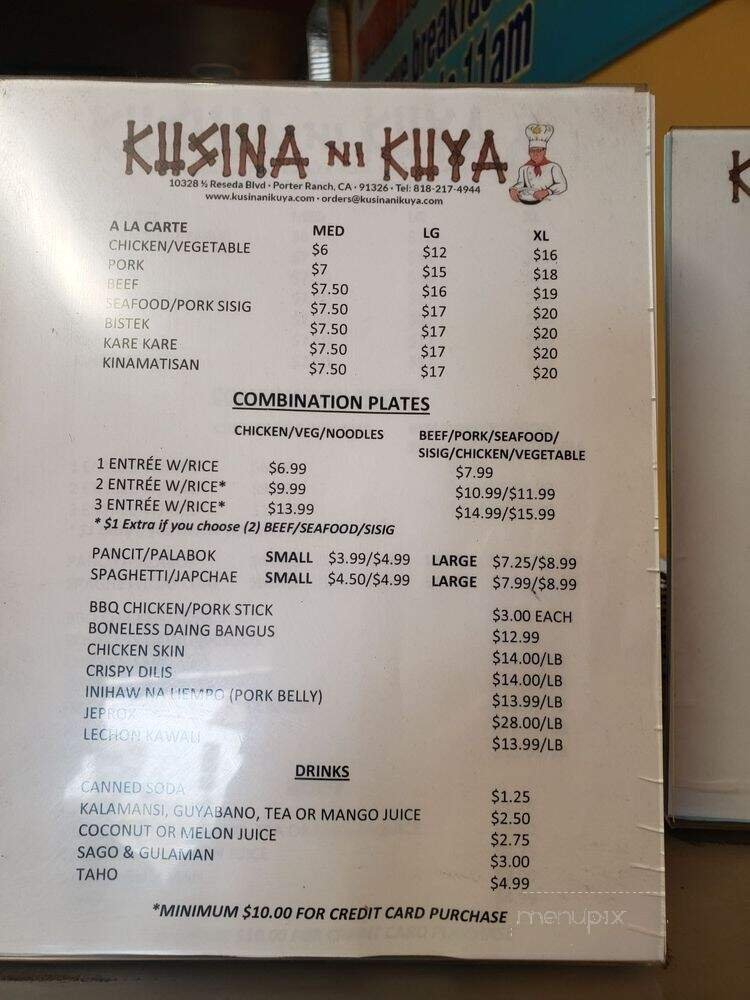 breakfas
11am
KUSINA NI KUYA
10328 ½ Reseda Blvd · Porter Ranch, CA · 91326 · Tel: 818-217-4944
www.kusinanikuya.com · orders@kusinanikuya.com
A LA CARTE MED LG XL
CHICKEN/VEGETABLE $6 $12 $16
PORK $7 $15 $18
BEEF $7.50 $16 $19
SEAFOOD/PORK SISIG $7.50 $17 $20
BISTEK $7.50 $17 $20
KARE KARE $7.50 $17 $20
KINAMATISAN $7.50 $17 $20
COMBINATION PLATES
CHICKEN/VEG/NOODLES BEEF/PORK/SEAFOOD/
SISIG/CHICKEN/VEGETABLE
1 ENTRÉE W/RICE $6.99 $7.99
2 ENTRÉE W/RICE* $9.99 $10.99/$11.99
3 ENTRÉE W/RICE* $13.99 $14.99/$15.99
* $1 Extra if you choose (2) BEEF/SEAFOOD/SISIG
PANCIT/PALABOK SMALL $3.99/$4.99 LARGE $7.25/$8.99
SPAGHETTI/JAPCHAE SMALL $4.50/$4.99 LARGE $7.99/$8.99
BBQ CHICKEN/PORK STICK $3.00 EACH
BONELESS DAING BANGUS $12.99
CHICKEN SKIN $14.00/LB
CRISPY DILIS $14.00/LB
INIHAW NA LIEMPO (PORK BELLY) $13.99/LB
JEPROX $28.00/LB
LECHON KAWALI $13.99/LB
DRINKS
CANNED SODA $1.25
KALAMANSI, GUYABANO, TEA OR MANGO JUICE $2.50
COCONUT OR MELON JUICE $2.75
SAGO & GULAMAN $3.00
TAHO $4.99
*MINIMUM $10.00 FOR CREDIT CARD PURCHASE
menupix